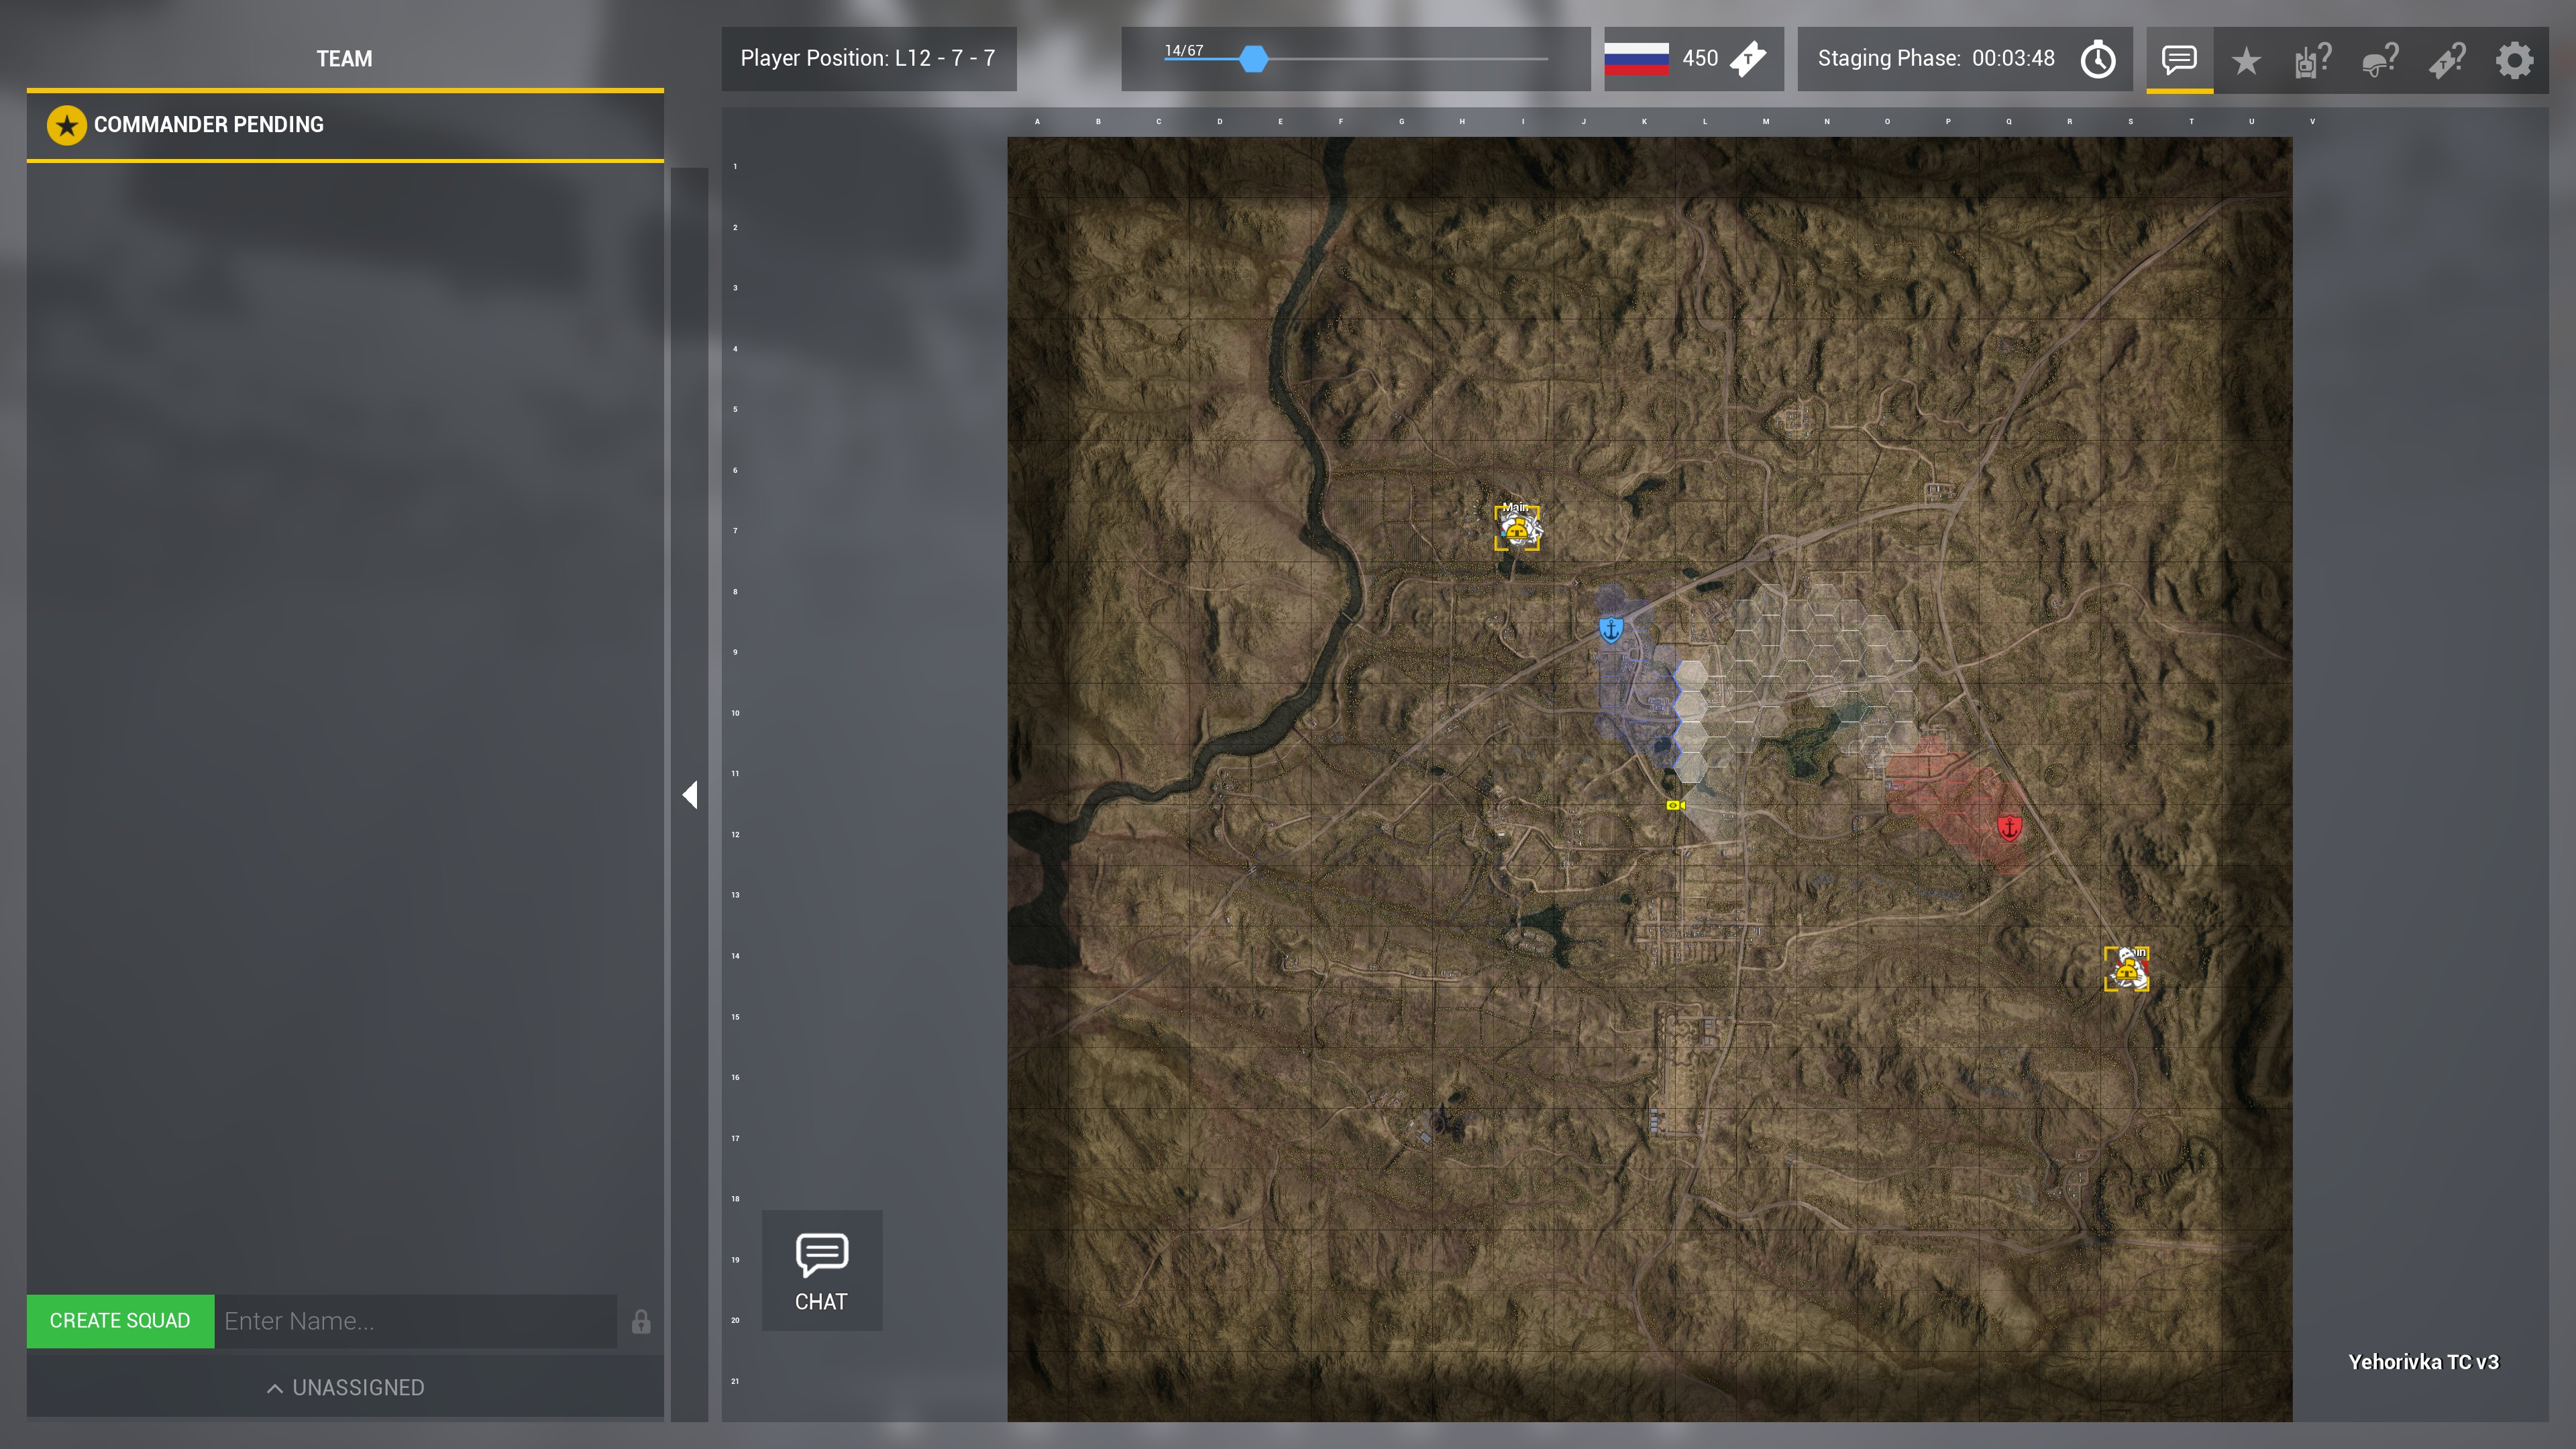 TEAM
COMMANDER PENDING
Player Position: L12 - 7 - 7
14/67
450
Staging Phase: 00:03:48
A B C D E F G H I J K L M N O P Q R S T U V
1
2
3
4
5
6
7
8
9
10
11
12
13
14
15
16
17
18
19
20
21
Main
CHAT
CREATE SQUAD
Enter Name...
UNASSIGNED
Yehorivka TC v3